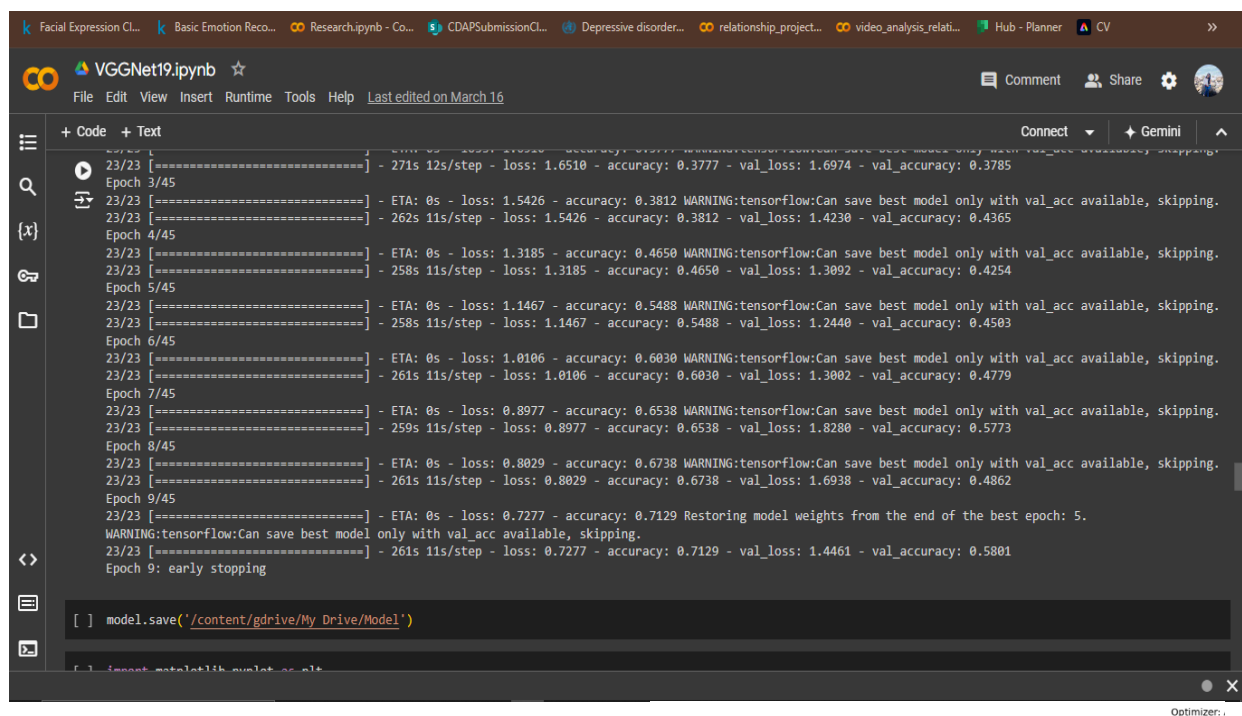 Facial Expression Cl... Basic Emotion Reco... Research.ipynb - Co... CDAPSubmissionCl... Depressive disorder... relationship_project... video_analysis_relati... Hub - Planner CV »
VGGNet19.ipynb
Comment Share
File Edit View Insert Runtime Tools Help Last edited on March 16
+ Code + Text Connect Gemini
23/23 [==============================] - 271s 12s/step - loss: 1.6510 - accuracy: 0.3777 - val_loss: 1.6974 - val_accuracy: 0.3785
Epoch 3/45
23/23 [==============================] - ETA: 0s - loss: 1.5426 - accuracy: 0.3812 WARNING:tensorflow:Can save best model only with val_acc available, skipping.
23/23 [==============================] - 262s 11s/step - loss: 1.5426 - accuracy: 0.3812 - val_loss: 1.4230 - val_accuracy: 0.4365
Epoch 4/45
23/23 [==============================] - ETA: 0s - loss: 1.3185 - accuracy: 0.4650 WARNING:tensorflow:Can save best model only with val_acc available, skipping.
23/23 [==============================] - 258s 11s/step - loss: 1.3185 - accuracy: 0.4650 - val_loss: 1.3092 - val_accuracy: 0.4254
Epoch 5/45
23/23 [==============================] - ETA: 0s - loss: 1.1467 - accuracy: 0.5488 WARNING:tensorflow:Can save best model only with val_acc available, skipping.
23/23 [==============================] - 258s 11s/step - loss: 1.1467 - accuracy: 0.5488 - val_loss: 1.2440 - val_accuracy: 0.4503
Epoch 6/45
23/23 [==============================] - ETA: 0s - loss: 1.0106 - accuracy: 0.6030 WARNING:tensorflow:Can save best model only with val_acc available, skipping.
23/23 [==============================] - 261s 11s/step - loss: 1.0106 - accuracy: 0.6030 - val_loss: 1.3002 - val_accuracy: 0.4779
Epoch 7/45
23/23 [==============================] - ETA: 0s - loss: 0.8977 - accuracy: 0.6538 WARNING:tensorflow:Can save best model only with val_acc available, skipping.
23/23 [==============================] - 259s 11s/step - loss: 0.8977 - accuracy: 0.6538 - val_loss: 1.8280 - val_accuracy: 0.5773
Epoch 8/45
23/23 [==============================] - ETA: 0s - loss: 0.8029 - accuracy: 0.6738 WARNING:tensorflow:Can save best model only with val_acc available, skipping.
23/23 [==============================] - 261s 11s/step - loss: 0.8029 - accuracy: 0.6738 - val_loss: 1.6938 - val_accuracy: 0.4862
Epoch 9/45
23/23 [==============================] - ETA: 0s - loss: 0.7277 - accuracy: 0.7129 Restoring model weights from the end of the best epoch: 5.
WARNING:tensorflow:Can save best model only with val_acc available, skipping.
23/23 [==============================] - 261s 11s/step - loss: 0.7277 - accuracy: 0.7129 - val_loss: 1.4461 - val_accuracy: 0.5801
Epoch 9: early stopping
[ ] model.save('/content/gdrive/My Drive/Model')
[ ] import matplotlib.pyplot as plt
Optimizer: